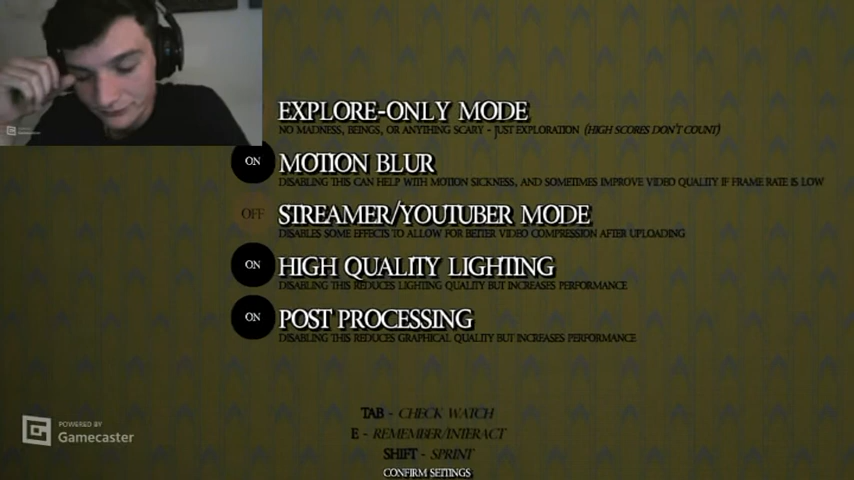 EXPLORE-ONLY MODE
NO MADNESS, BEINGS, OR ANYTHING SCARY - JUST EXPLORATION (HIGH SCORES DON'T COUNT)
ON MOTION BLUR
DISABLING THIS CAN HELP WITH MOTION SICKNESS, AND SOMETIMES IMPROVE VIDEO QUALITY IF FRAME RATE IS LOW
OFF STREAMER/YOUTUBER MODE
DISABLES SOME EFFECTS TO ALLOW FOR BETTER VIDEO COMPRESSION AFTER UPLOADING
ON HIGH QUALITY LIGHTING
DISABLING THIS REDUCES LIGHTING QUALITY BUT INCREASES PERFORMANCE
ON POST PROCESSING
DISABLING THIS REDUCES GRAPHICAL QUALITY BUT INCREASES PERFORMANCE
TAB - CHECK WATCH
E - REMEMBER/INTERACT
SHIFT - SPRINT
CONFIRM SETTINGS
POWERED BY
Gamecaster